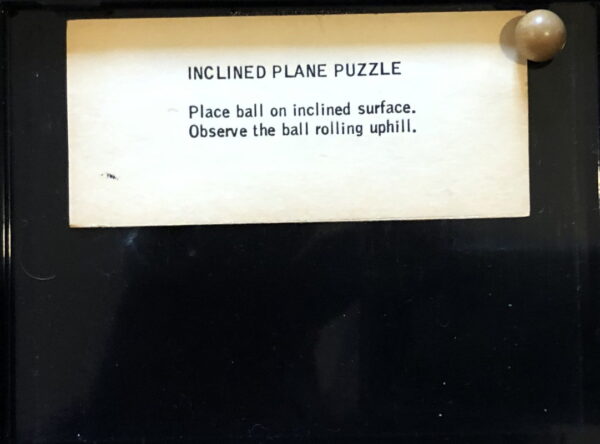 INCLINED PLANE PUZZLE
Place ball on inclined surface.
Observe the ball rolling uphill.